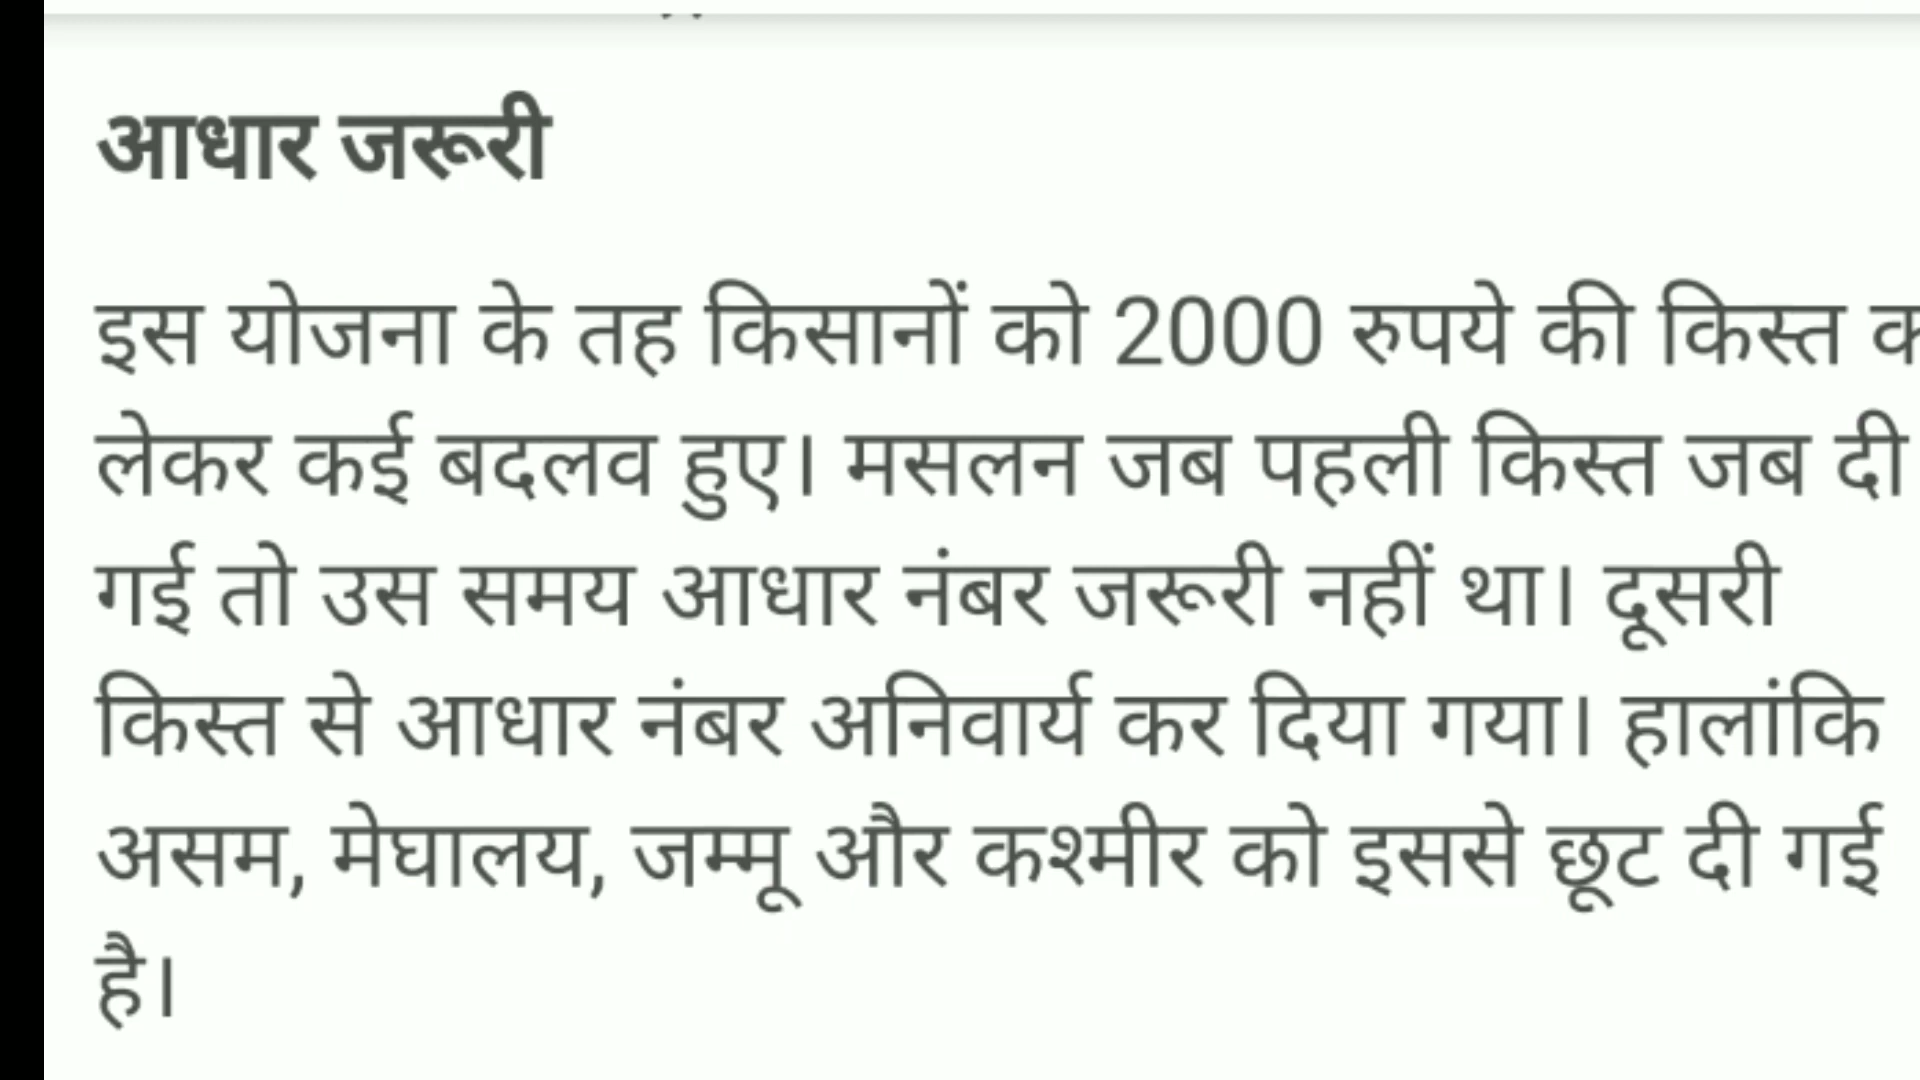 आधार जरूरी
इस योजना के तह किसानों को 2000 रुपये की किस्त
लेकर कई बदलव हुए। मसलन जब पहली किस्त जब दी
गई तो उस समय आधार नंबर जरूरी नहीं था। दूसरी
किस्त से आधार नंबर अनिवार्य कर दिया गया। हालांकि
असम, मेघालय, जम्मू और कश्मीर को इससे छूट दी गई
है।